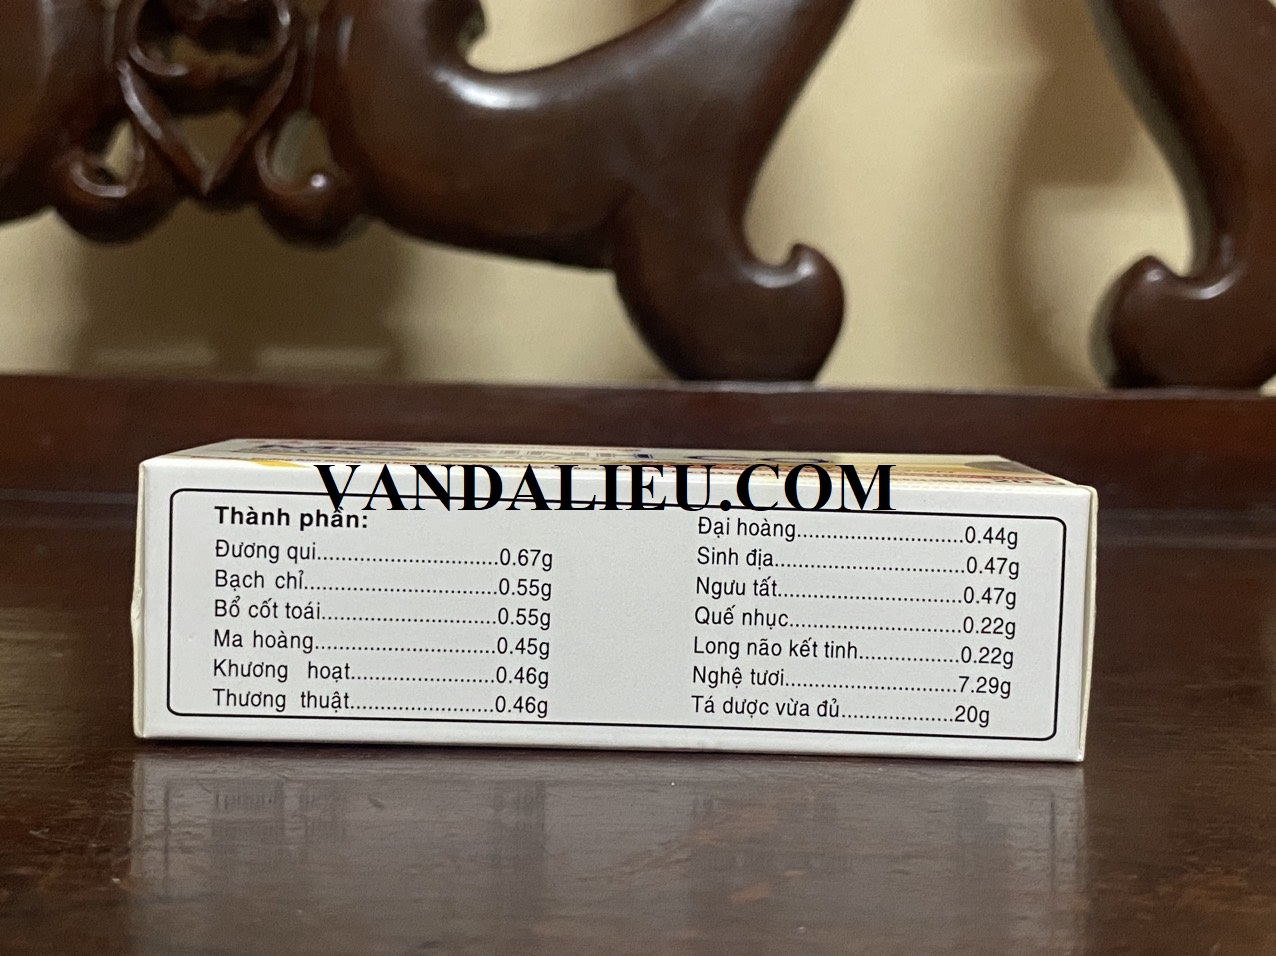 VANDALIEU.COM
Thành phần:
Đương qui..............................0.67g
Bạch chỉ................................0.55g
Bổ cốt toái.............................0.55g
Ma hoàng..............................0.45g
Khương hoạt........................0.46g
Thương thuật........................0.46g
Đại hoàng............................0.44g
Sinh địa................................0.47g
Ngưu tất...............................0.47g
Quế nhục.............................0.22g
Long não kết tinh.................0.22g
Nghệ tươi.............................7.29g
Tá dược vừa đủ...................20g